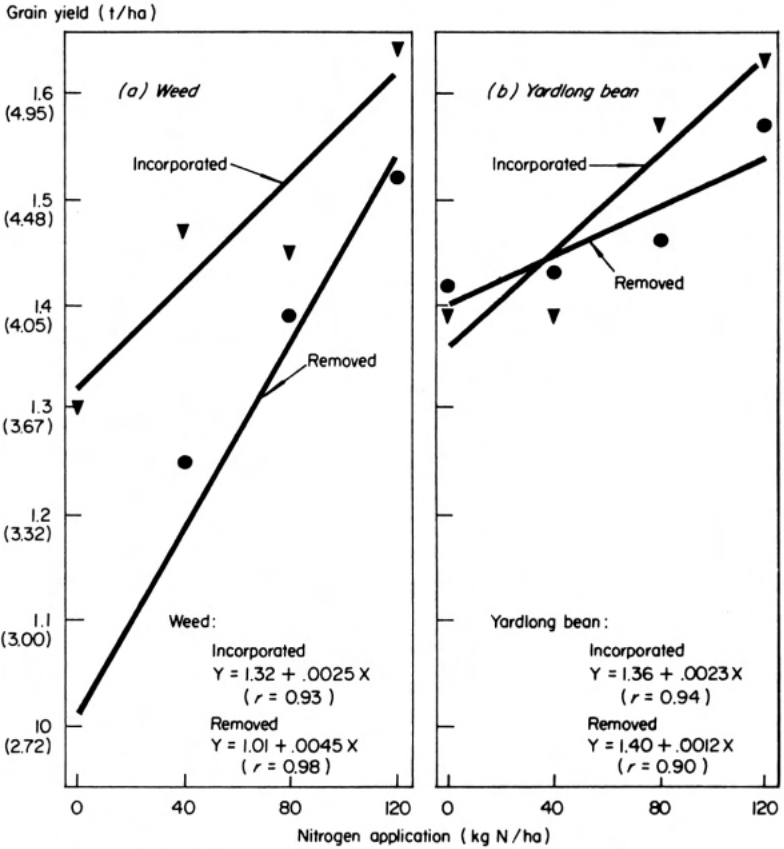 Grain yield (t/ha)
(a) Weed
(b) Yardlong bean
1.6
(4.95)
Incorporated
Incorporated
1.5
(4.48)
1.4
(4.05)
Removed
Removed
1.3
(3.67)
1.2
(3.32)
1.1
(3.00)
Weed:
Incorporated
Y = 1.32 + .0025 X
(r = 0.93)
Removed
Y = 1.01 + .0045 X
(r = 0.98)
Yardlong bean:
Incorporated
Y = 1.36 + .0023 X
(r = 0.94)
Removed
Y = 1.40 + .0012 X
(r = 0.90)
10
(2.72)
0 40 80 120 0 40 80 120
Nitrogen application (kg N/ha)